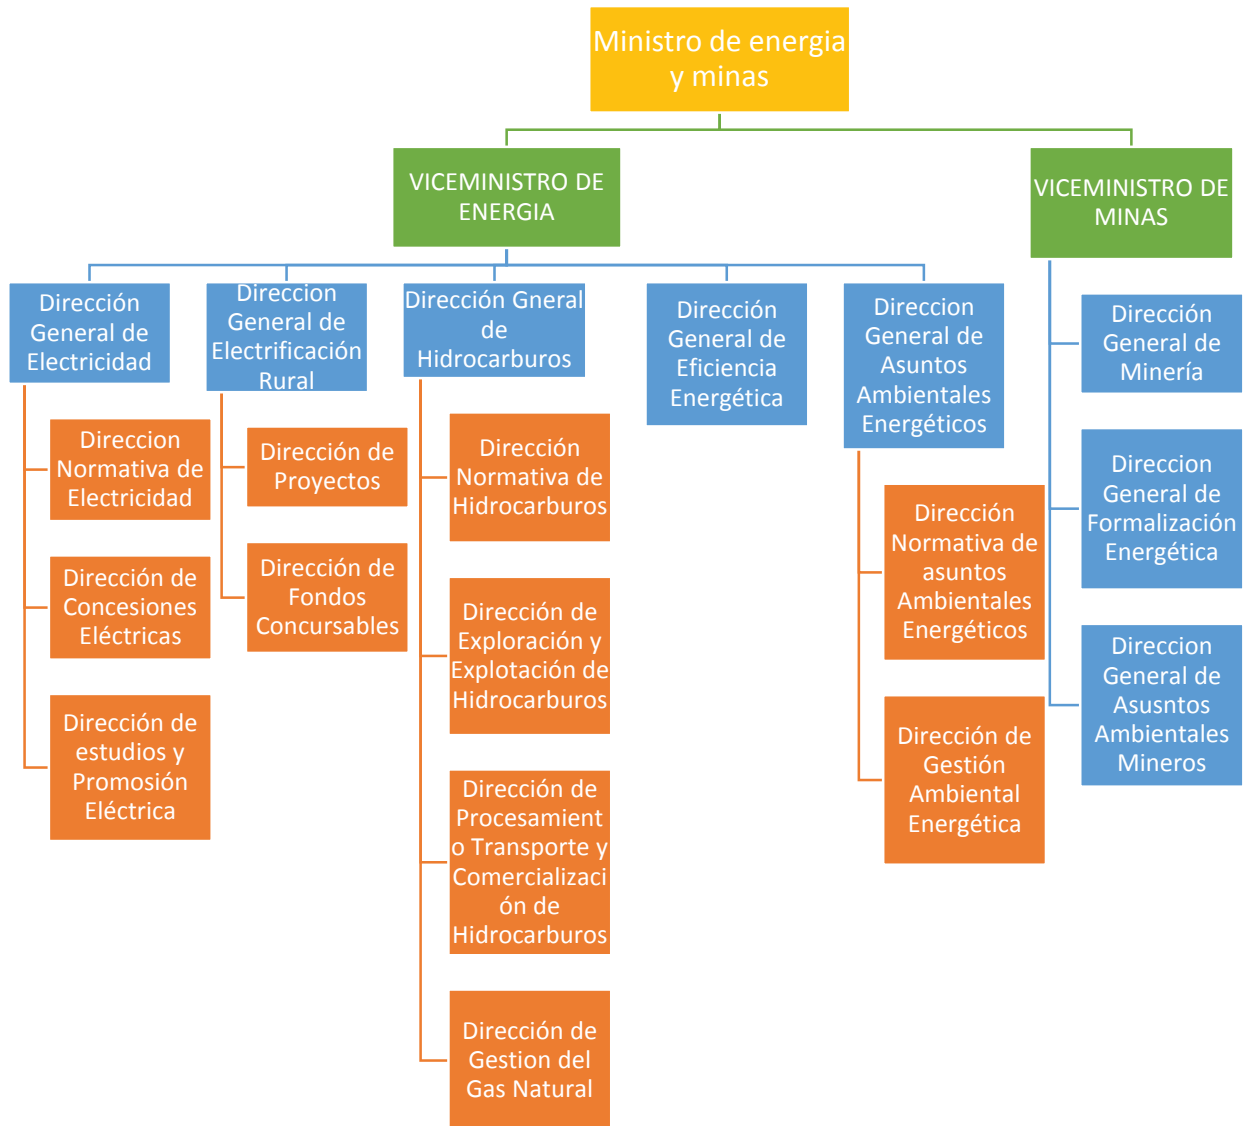 Ministro de energia
y minas
VICEMINISTRO DE
ENERGIA
VICEMINISTRO DE
MINAS
Dirección
General de
Electricidad
Direccion
General de
Electrificación
Rural
Dirección Gneral
de
Hidrocarburos
Dirección
General de
Eficiencia
Energética
Direccion
General de
Asuntos
Ambientales
Energéticos
Dirección
General de
Minería
Direccion
Normativa de
Electricidad
Dirección de
Concesiones
Eléctricas
Dirección de
estudios y
Promosión
Eléctrica
Dirección de
Proyectos
Dirección de
Fondos
Concursables
Dirección
Normativa de
Hidrocarburos
Dirección de
Exploración y
Explotación de
Hidrocarburos
Dirección de
Procesamient
o Transporte y
Comercializaci
ón de
Hidrocarburos
Dirección de
Gestion del
Gas Natural
Dirección
Normativa de
asuntos
Ambientales
Energéticos
Dirección de
Gestión
Ambiental
Energética
Direccion
General de
Formalización
Energética
Direccion
General de
Asusntos
Ambientales
Mineros